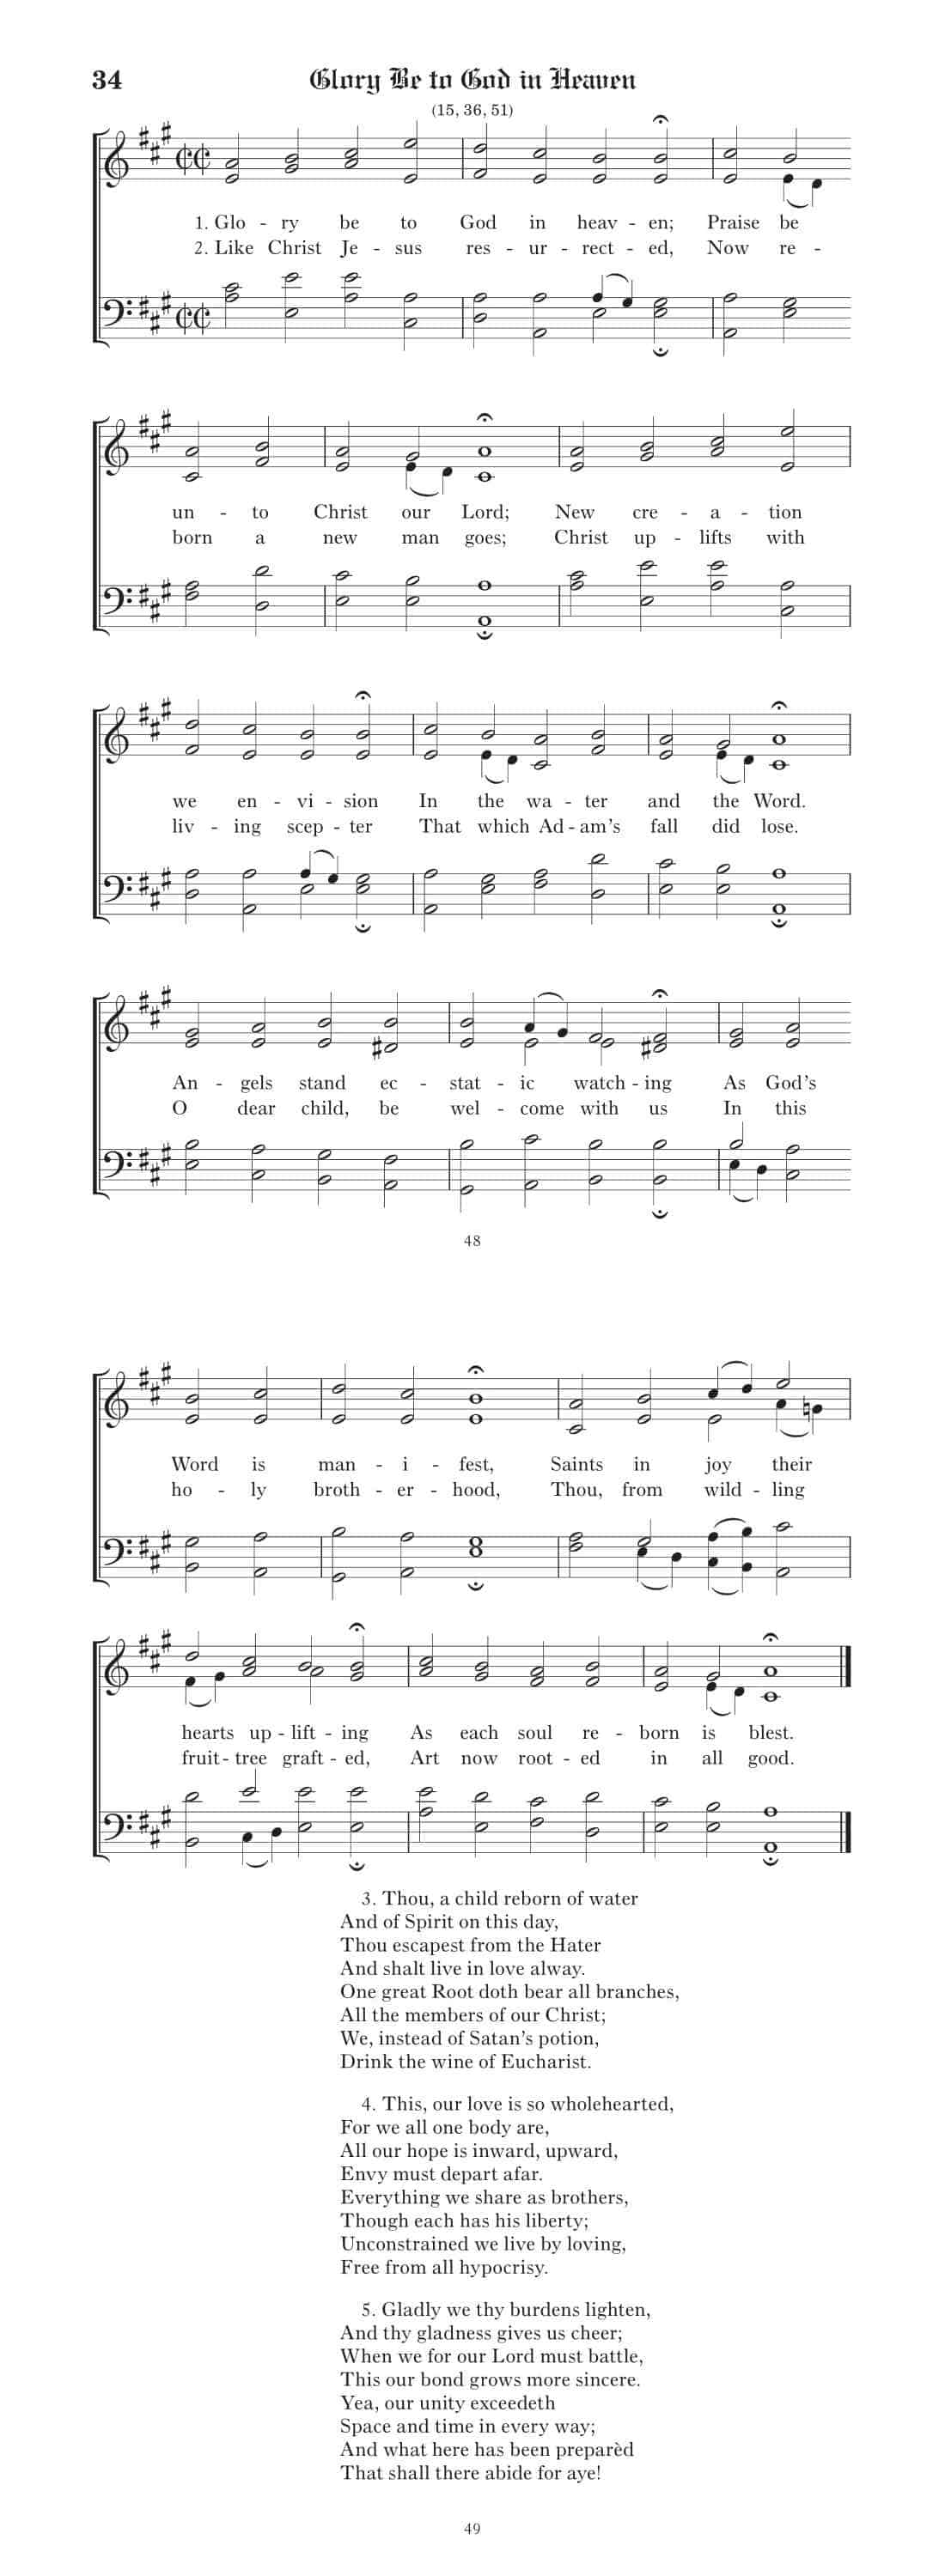 34 Glory Be to God in Heaven
(15, 36, 51)
1. Glo - ry be to God in heav - en; Praise be
2. Like Christ Je - sus res - ur - rect - ed, Now re -
un - to Christ our Lord; New cre - a - tion
born a new man goes; Christ up - lifts with
we en - vi - sion In the wa - ter and the Word.
liv - ing scep - ter That which Ad - am's fall did lose.
An - gels stand ec - stat - ic watch - ing As God's
O dear child, be wel - come with us In this
48
Word is man - i - fest, Saints in joy their
ho - ly broth - er - hood, Thou, from wild - ling
hearts up - lift - ing As each soul re - born is blest.
fruit - tree graft - ed, Art now root - ed in all good.
3. Thou, a child reborn of water
And of Spirit on this day,
Thou escapest from the Hater
And shalt live in love alway.
One great Root doth bear all branches,
All the members of our Christ;
We, instead of Satan's potion,
Drink the wine of Eucharist.
4. This, our love is so wholehearted,
For we all one body are,
All our hope is inward, upward,
Envy must depart afar.
Everything we share as brothers,
Though each has his liberty;
Unconstrained we live by loving,
Free from all hypocrisy.
5. Gladly we thy burdens lighten,
And thy gladness gives us cheer;
When we for our Lord must battle,
This our bond grows more sincere.
Yea, our unity exceedeth
Space and time in every way;
And what here has been preparèd
That shall there abide for aye!
49